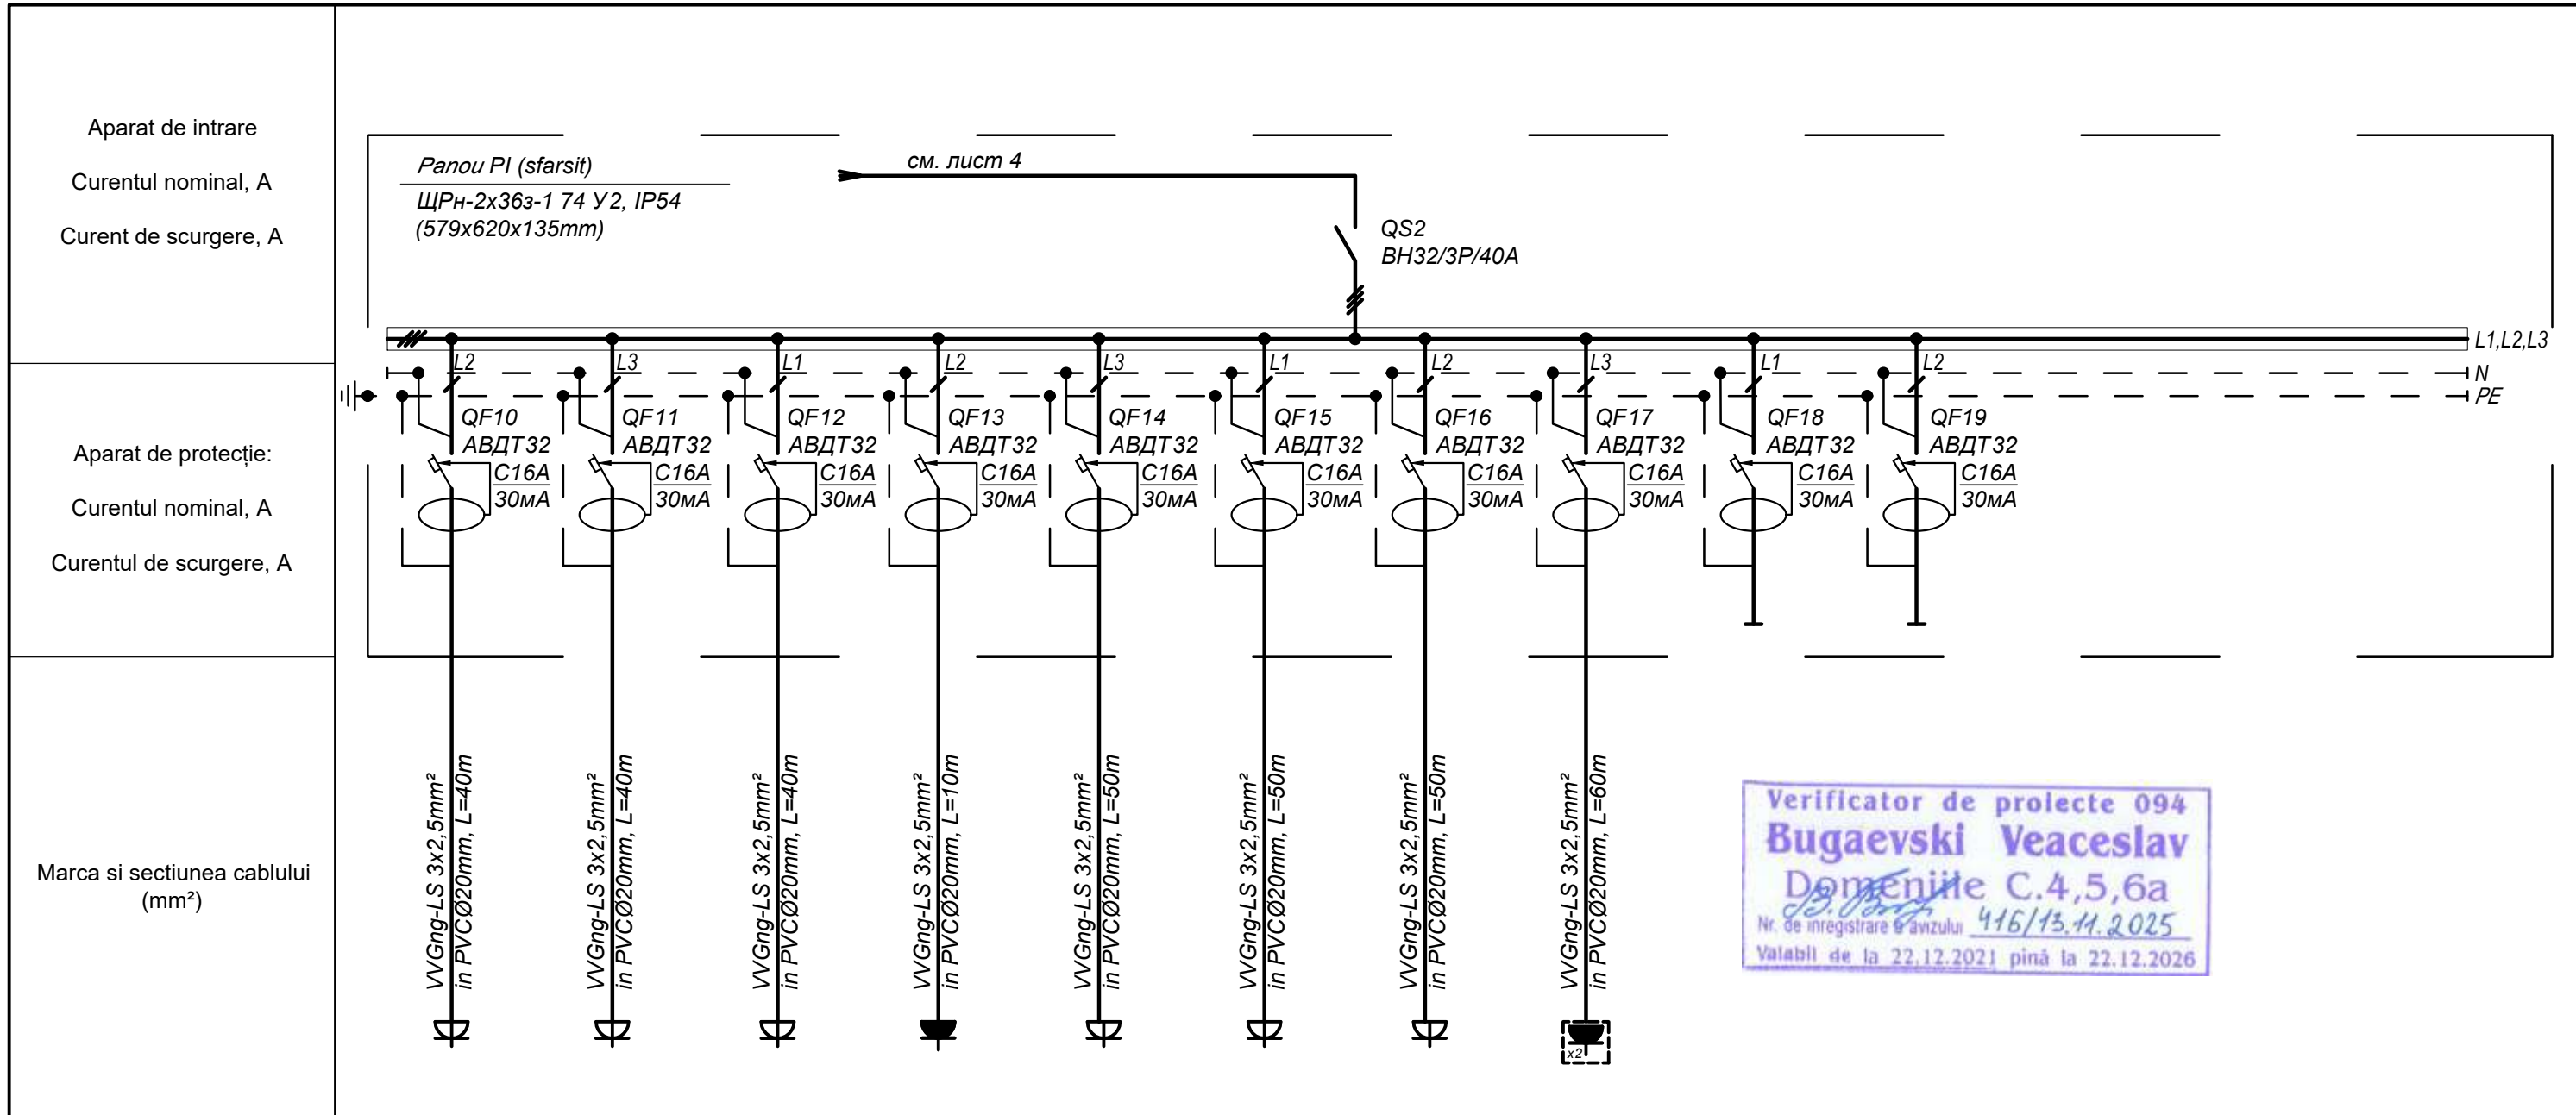 Aparat de intrare
Curentul nominal, A
Curent de scurgere, A
Panou PI (sfarsit)
ЩРн-2х36з-1 74 У2, IP54
(579x620x135mm)
см. лист 4
QS2
ВН32/3Р/40А
L1,L2,L3
N
PE
L2
L3
L1
L2
L3
L1
L2
L3
L1
L2
Aparat de protecție:
Curentul nominal, A
Curentul de scurgere, A
QF10
АВДТ32
C16A
30мА
QF11
АВДТ32
C16A
30мА
QF12
АВДТ32
C16A
30мА
QF13
АВДТ32
C16A
30мА
QF14
АВДТ32
C16A
30мА
QF15
АВДТ32
C16A
30мА
QF16
АВДТ32
C16A
30мА
QF17
АВДТ32
C16A
30мА
QF18
АВДТ32
C16A
30мА
QF19
АВДТ32
C16A
30мА
Marca si sectiunea cablului
(mm²)
VVGng-LS 3x2,5mm²
in PVCØ20mm, L=40m
VVGng-LS 3x2,5mm²
in PVCØ20mm, L=40m
VVGng-LS 3x2,5mm²
in PVCØ20mm, L=40m
VVGng-LS 3x2,5mm²
in PVCØ20mm, L=10m
VVGng-LS 3x2,5mm²
in PVCØ20mm, L=50m
VVGng-LS 3x2,5mm²
in PVCØ20mm, L=50m
VVGng-LS 3x2,5mm²
in PVCØ20mm, L=50m
VVGng-LS 3x2,5mm²
in PVCØ20mm, L=60m
x2
Verificator de proiecte 094
Bugaevski Veaceslav
Domeniile C.4,5,6a
Nr. de inregistrare a avizului 416/13.11.2025
Valabil de la 22.12.2021 pină la 22.12.2026